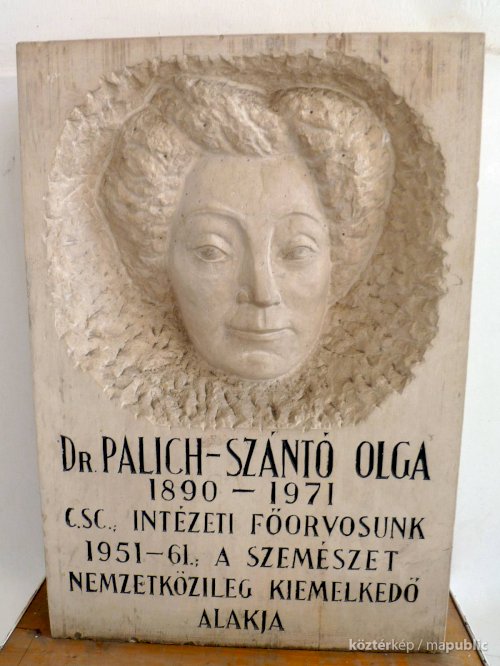 DR. PALICH-SZÁNTÓ OLGA
1890 - 1971
C.SC.; INTÉZETI FŐORVOSUNK
1951-61.; A SZEMÉSZET
NEMZETKÖZILEG KIEMELKEDŐ
ALAKJA
köztérkép / mapublic